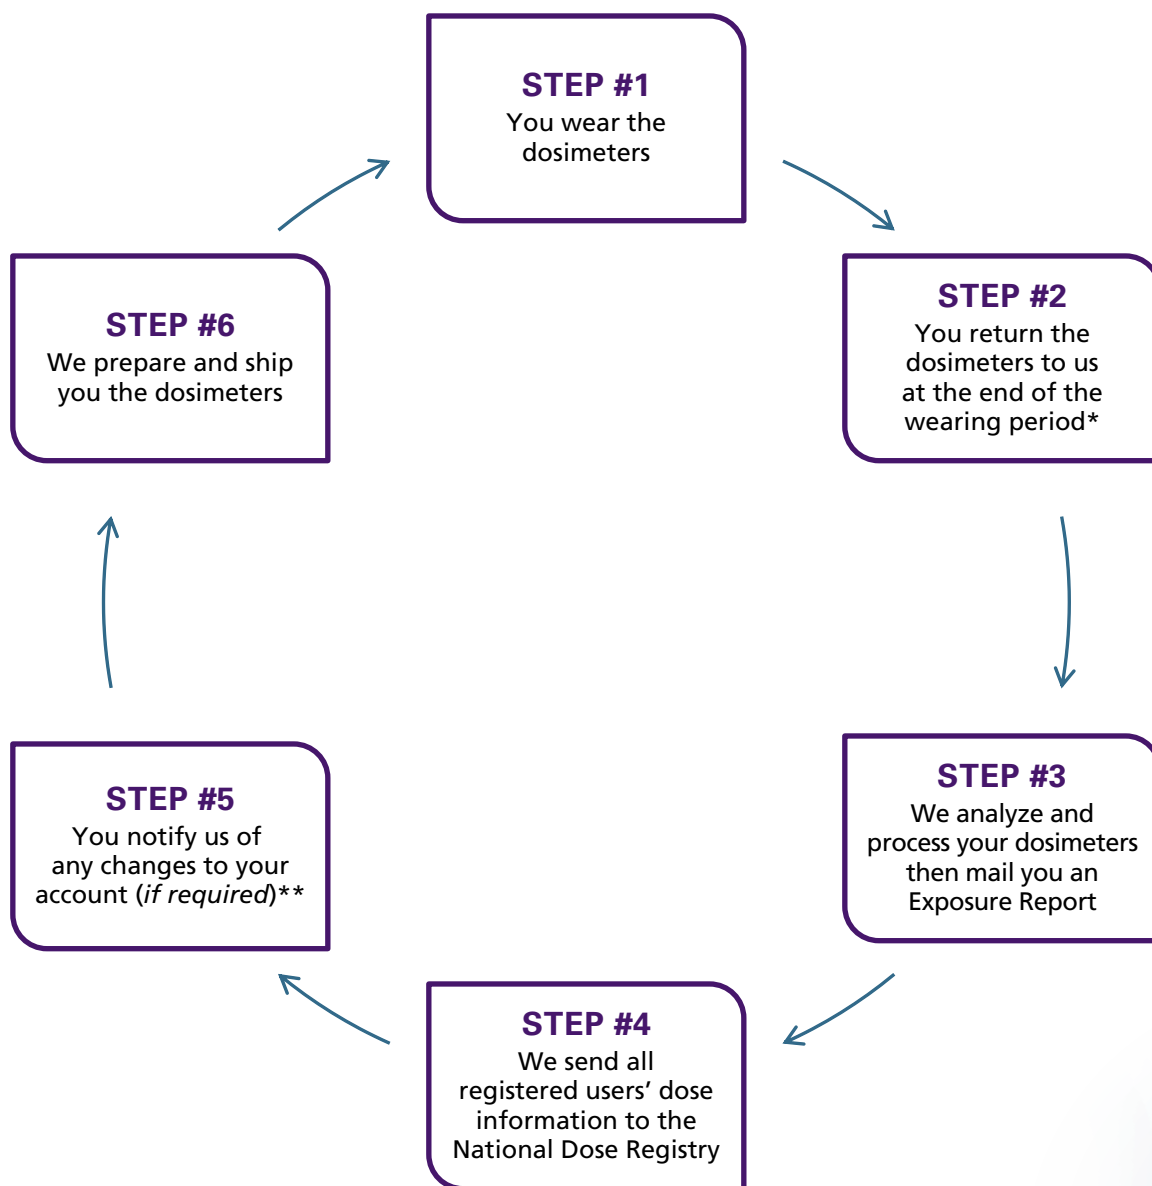 STEP #1
You wear the
dosimeters
STEP #2
You return the
dosimeters to us
at the end of the
wearing period*
STEP #3
We analyze and
process your dosimeters
then mail you an
Exposure Report
STEP #4
We send all
registered users’ dose
information to the
National Dose Registry
STEP #5
You notify us of
any changes to your
account (if required)**
STEP #6
We prepare and ship
you the dosimeters